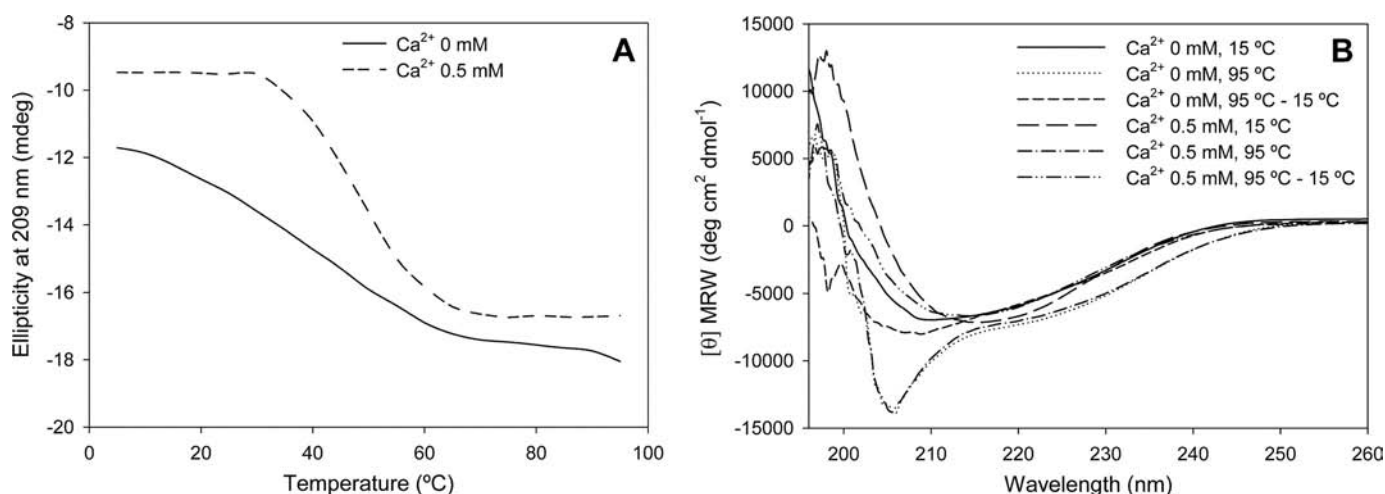 A
Ca²⁺ 0 mM
Ca²⁺ 0.5 mM
Ellipticity at 209 nm (mdeg)
-8
-10
-12
-14
-16
-18
-20
0 20 40 60 80 100
Temperature (ºC)
B
Ca²⁺ 0 mM, 15 ºC
Ca²⁺ 0 mM, 95 ºC
Ca²⁺ 0 mM, 95 ºC - 15 ºC
Ca²⁺ 0.5 mM, 15 ºC
Ca²⁺ 0.5 mM, 95 ºC
Ca²⁺ 0.5 mM, 95 ºC - 15 ºC
[θ] MRW (deg cm² dmol⁻¹)
15000
10000
5000
0
-5000
-10000
-15000
200 210 220 230 240 250 260
Wavelength (nm)